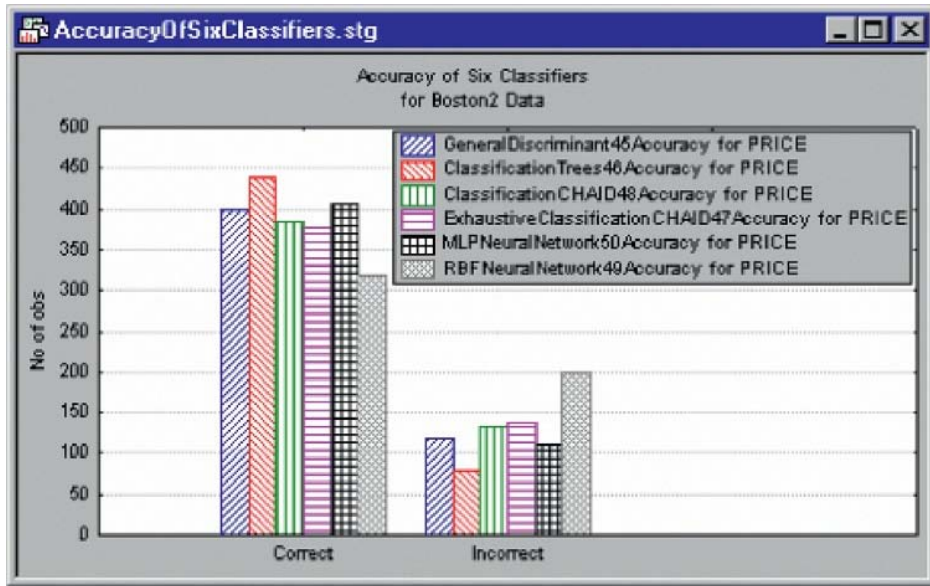 AccuracyOfSixClassifiers.stg
Accuracy of Six Classifiers
for Boston2 Data
500
450
400
350
300
250
200
150
100
50
0
No of obs
GeneralDiscriminant45Accuracy for PRICE
ClassificationTrees46Accuracy for PRICE
ClassificationCHAID48Accuracy for PRICE
ExhaustiveClassificationCHAID47Accuracy for PRICE
MLPNeuralNetwork50Accuracy for PRICE
RBFNeuralNetwork49Accuracy for PRICE
Correct
Incorrect